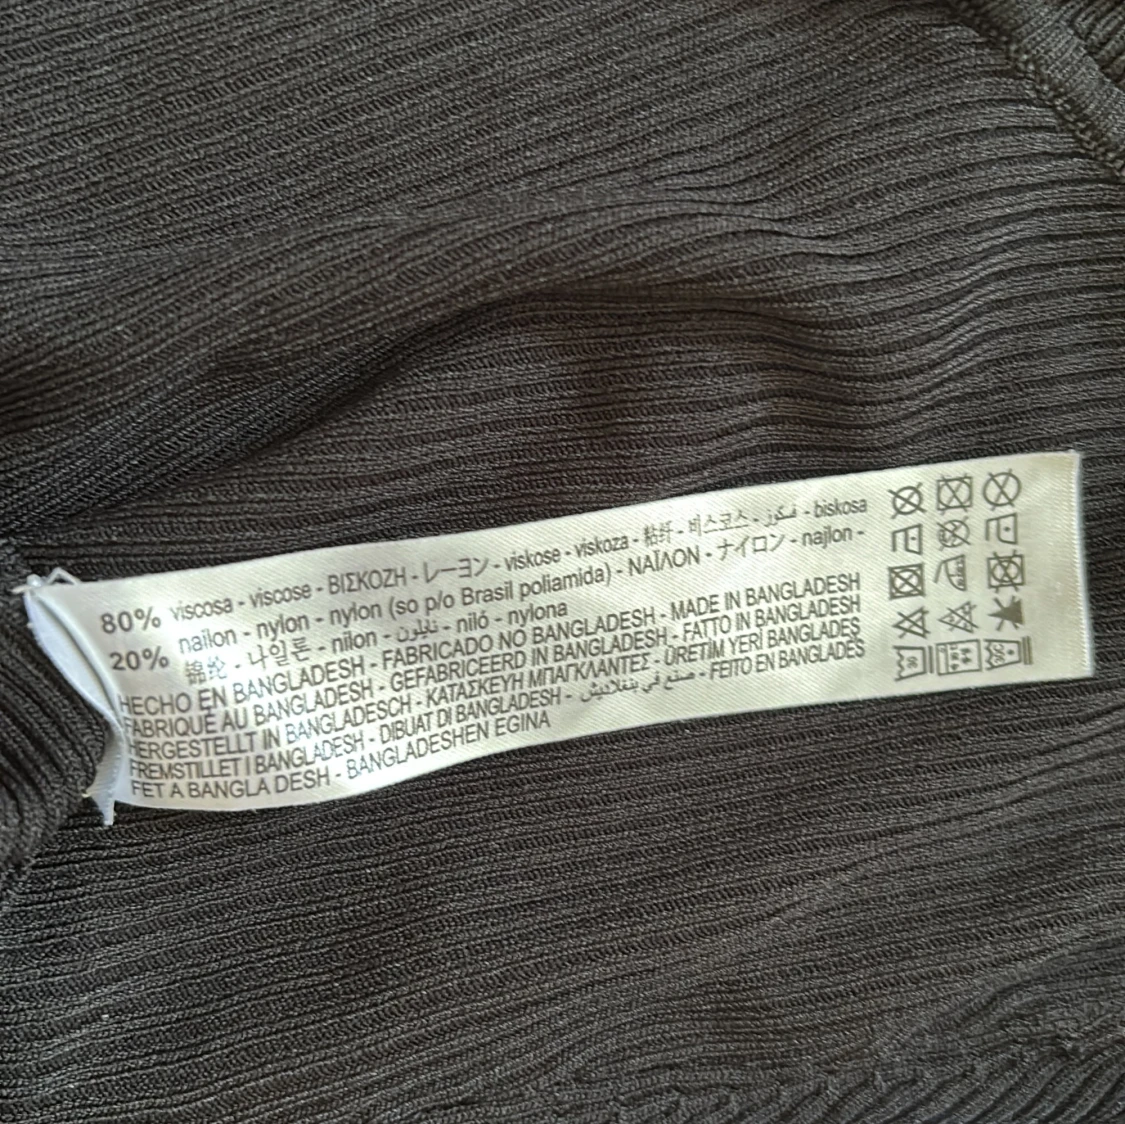 80% viscosa - viscose - ΒΙΣΚΟΖΗ - レーヨン - viskose - viskoza - 粘纤 - 비스코스 - فسكوز - biskosa
20% nailon - nylon - nylon (so p/o Brasil poliamida) - ΝΑΪΛΟΝ - ナイロン - najlon -
锦纶 - 나일론 - nilon - نايلون - niló - nylona
HECHO EN BANGLADESH - FABRICADO NO BANGLADESH - MADE IN BANGLADESH
FABRIQUÉ AU BANGLADESH - GEFABRICEERD IN BANGLADESH - FATTO IN BANGLADESH
HERGESTELLT IN BANGLADESCH - ΚΑΤΑΣΚΕΥΗ ΜΠΑΓΚΛΑΝΤΕΣ - ÜRETİM YERİ BANGLADEŞ
FREMSTILLET I BANGLADESH - DIBUAT DI BANGLADESH - صنع في بنغلاديش - FEITO EN BANGLADÉS
FET A BANGLA DESH - BANGLADESHEN EGINA